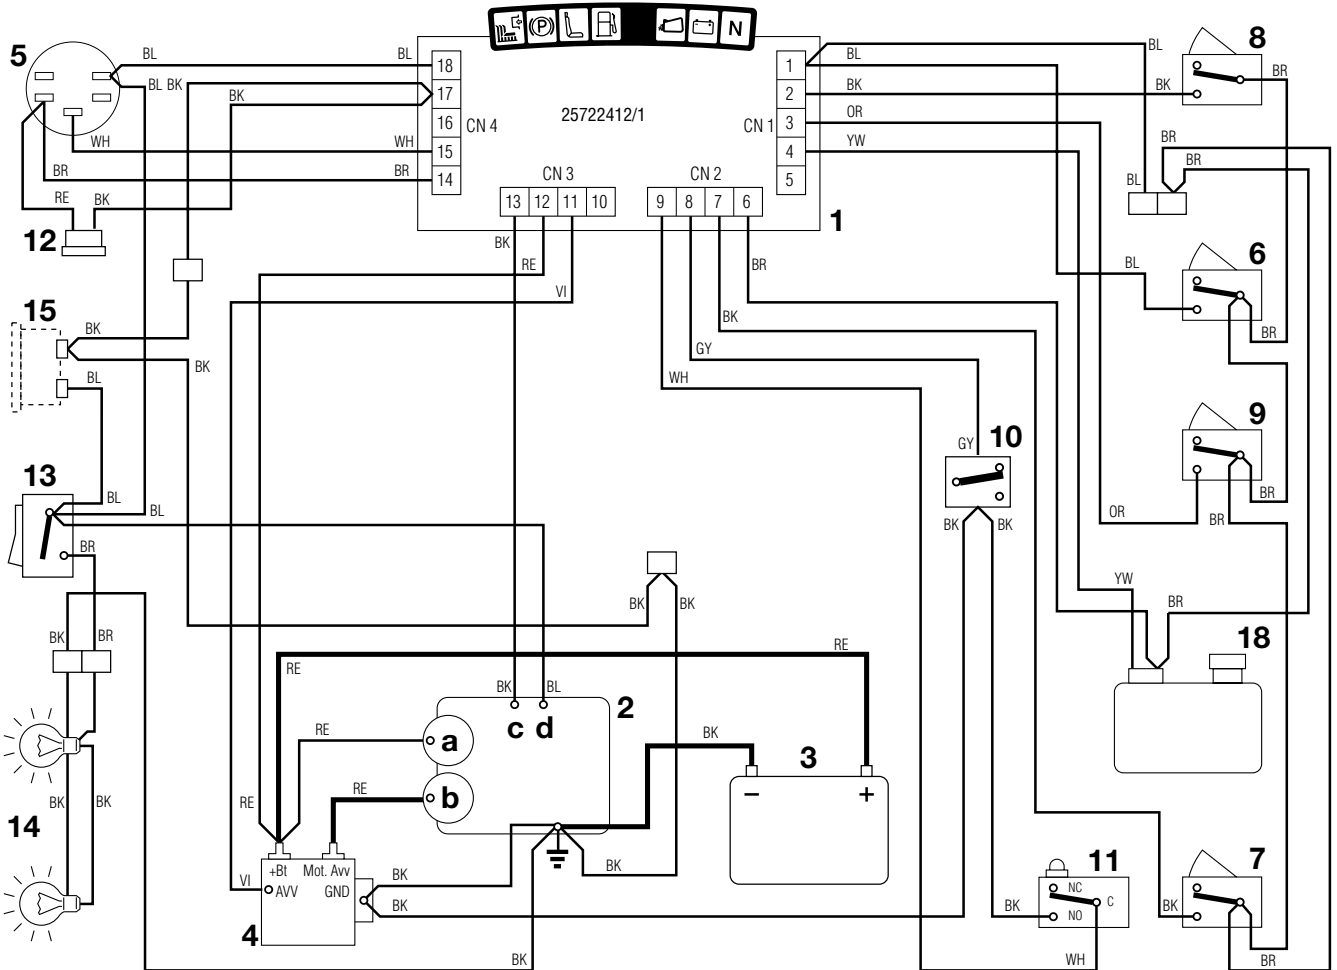 P
N
5
BL
BL
18
BL BK
BK
17
16
CN 4
WH
WH
15
BR
BR
14
RE
BK
12
25722412/1
CN 3
13
12
11
10
CN 2
9
8
7
6
CN 1
1
2
3
4
5
1
BL
BL
BK
BK
OR
YW
8
BR
BR
BR
BL
BK
RE
VI
BR
BK
GY
WH
BL
6
BR
15
BK
BK
BL
9
BR
OR
BR
10
GY
BK
BK
13
BL
BL
BR
BK
BK
YW
BR
18
BK
BR
RE
RE
BK
BL
c
d
2
RE
a
BK
3
RE
b
–
+
RE
BK
BK
14
VI
+Bt
Mot. Avv
AVV
GND
4
BK
BK
BK
BK
11
NC
C
NO
BK
WH
7
BK
BR